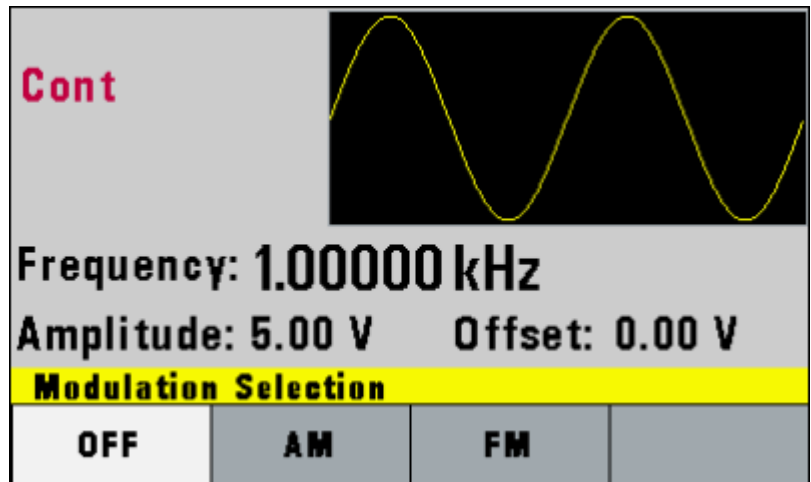 Cont
Frequency: 1.00000 kHz
Amplitude: 5.00 V Offset: 0.00 V
Modulation Selection
OFF AM FM